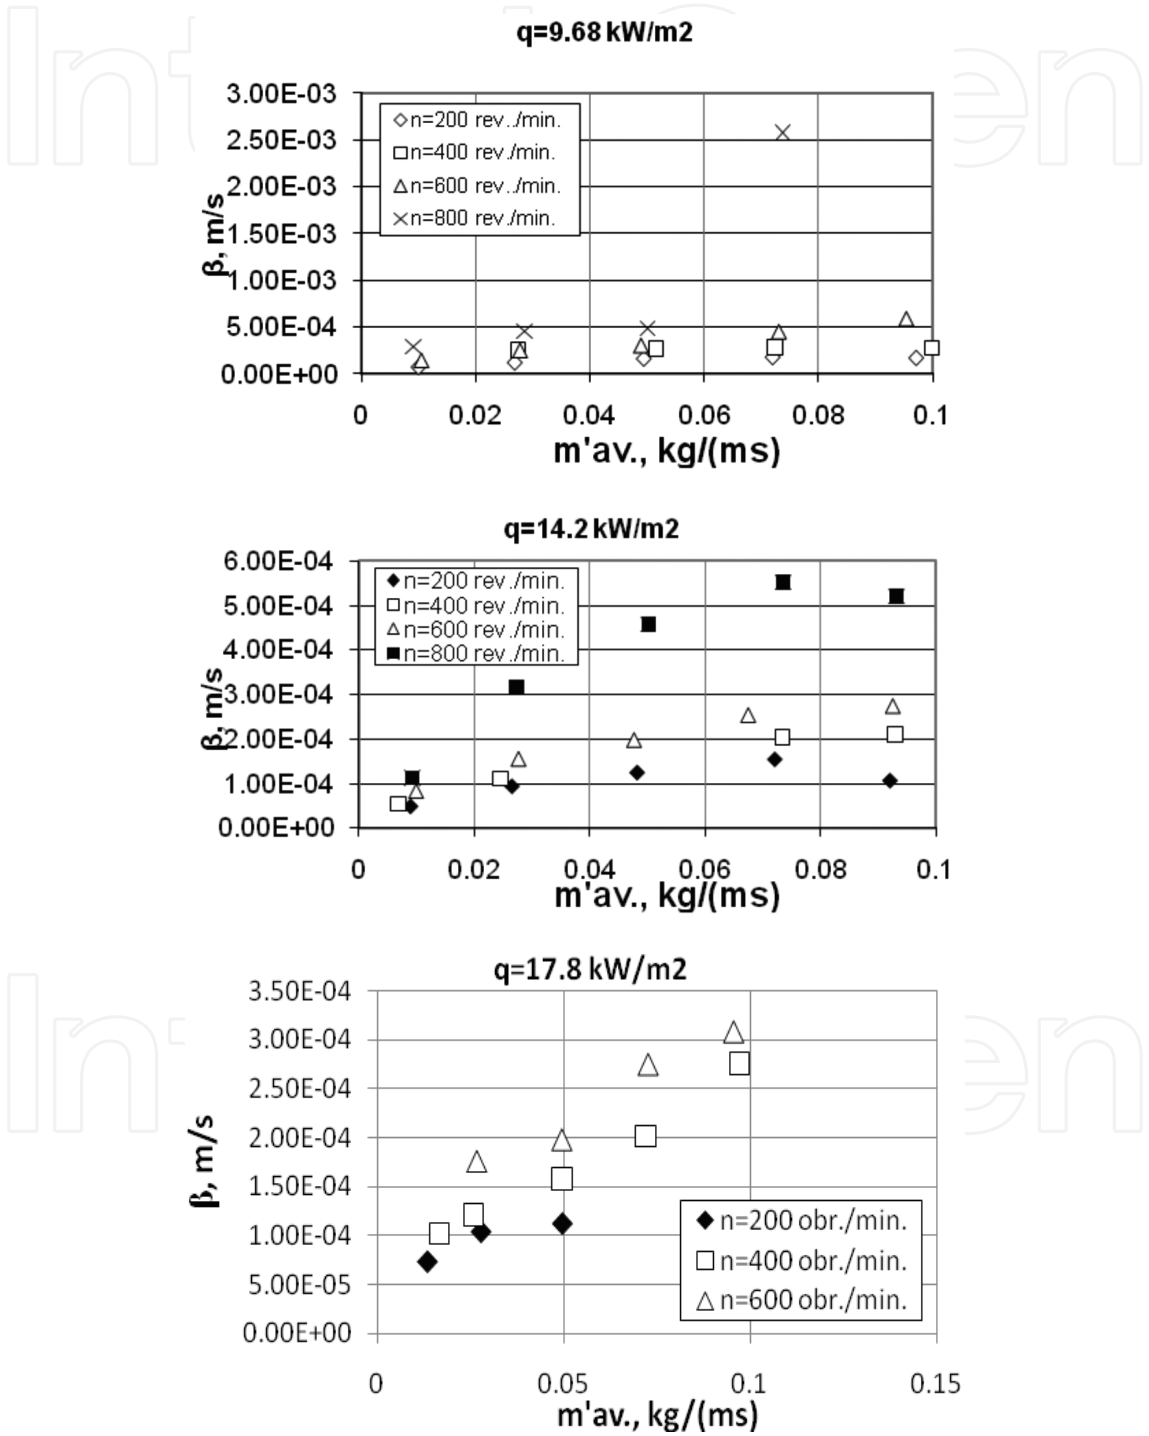 q=9.68 kW/m2
3.00E-03
2.50E-03
2.00E-03
1.50E-03
1.00E-03
5.00E-04
0.00E+00
β, m/s
n=200 rev../min.
n=400 rev./min.
n=600 rev../min.
n=800 rev./min.
0 0.02 0.04 0.06 0.08 0.1
m'av., kg/(ms)
q=14.2 kW/m2
6.00E-04
5.00E-04
4.00E-04
3.00E-04
2.00E-04
1.00E-04
0.00E+00
β, m/s
n=200 rev./min.
n=400 rev./min.
n=600 rev./min.
n=800 rev./min.
0 0.02 0.04 0.06 0.08 0.1
m'av., kg/(ms)
q=17.8 kW/m2
3.50E-04
3.00E-04
2.50E-04
2.00E-04
1.50E-04
1.00E-04
5.00E-05
0.00E+00
β, m/s
n=200 obr./min.
n=400 obr./min.
n=600 obr./min.
0 0.05 0.1 0.15
m'av., kg/(ms)